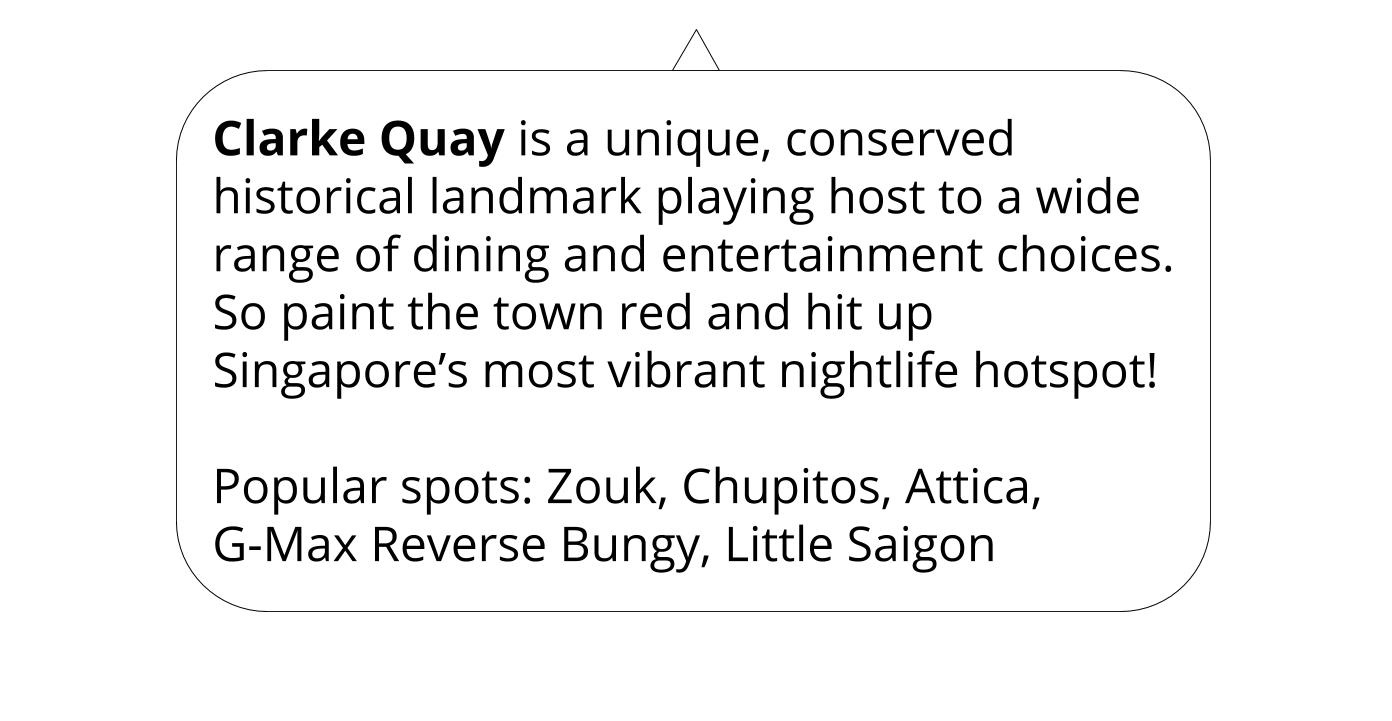 Clarke Quay is a unique, conserved
historical landmark playing host to a wide
range of dining and entertainment choices.
So paint the town red and hit up
Singapore’s most vibrant nightlife hotspot!
Popular spots: Zouk, Chupitos, Attica,
G-Max Reverse Bungy, Little Saigon